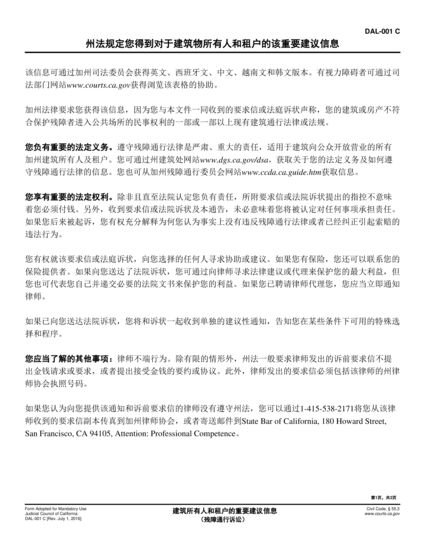 DAL-001 C
州法规定您得到对于建筑物所有人和租户的该重要建议信息
该信息可通过加州司法委员会获得英文、西班牙文、中文、越南文和韩文版本。有视力障碍者可通过司
法部门网站www.courts.ca.gov获得浏览该表格的协助。
加州法律要求您获得该信息，因为您与本文件一同收到的要求信或法庭诉状声称，您的建筑或房产不符
合保护残障者进入公共场所的民事权利的一部或一部以上现有建筑通行法律或法规。
您负有重要的法定义务。遵守残障通行法律是严肃、重大的责任，适用于建筑向公众开放营业的所有
加州建筑所有人及租户。您可通过州建筑处网站www.dgs.ca.gov/dsa，获取关于您的法定义务及如何遵
守残障通行法律的信息。您也可从加州残障通行委员会网站www.ccda.ca.guide.htm获取信息。
您享有重要的法定权利。除非且直至法院认定您负有责任，所附要求信或法院诉状提出的指控不意味
着您必须付钱。另外，收到要求信或法院诉状及本通告，未必意味着您将被认定对任何事项承担责任。
如果您后来被起诉，您有权充分解释为何您认为事实上没有违反残障通行法律或者已经纠正引起索赔的
违法行为。
您有权就该要求信或法庭诉状，向您选择的任何人寻求协助或建议。如果您有保险，您还可以联系您的
保险提供者。如果向您送达了法院诉状，您可通过向律师寻求法律建议或代理来保护您的最大利益，但
您也可代表您自己并递交必要的法院文书来保护您的利益。如果您已聘请律师代理您，您应当立即通知
律师。
如果已向您送达法院诉状，您将和诉状一起收到单独的建议性通知，告知您在某些条件下可用的特殊选
择和程序。
您应当了解的其他事项：律师不端行为。除有限的情形外，州法一般要求律师发出的诉前要求信不提
出金钱请求或要求，或者提出接受金钱的要约或协议。此外，律师发出的要求信必须包括该律师的州律
师协会执照号码。
如果您认为向您提供该通知和诉前要求信的律师没有遵守州法，您可以通过1-415-538-2171将您从该律
师收到的要求信副本传真到加州律师协会，或者寄送邮件到State Bar of California, 180 Howard Street,
San Francisco, CA 94105, Attention: Professional Competence。
第1页，共2页
Form Adopted for Mandatory Use
Judicial Council of California
DAL-001 C [Rev. July 1, 2016]
建筑所有人和租户的重要建议信息
（残障通行诉讼）
Civil Code, § 55.3
www.courts.ca.gov